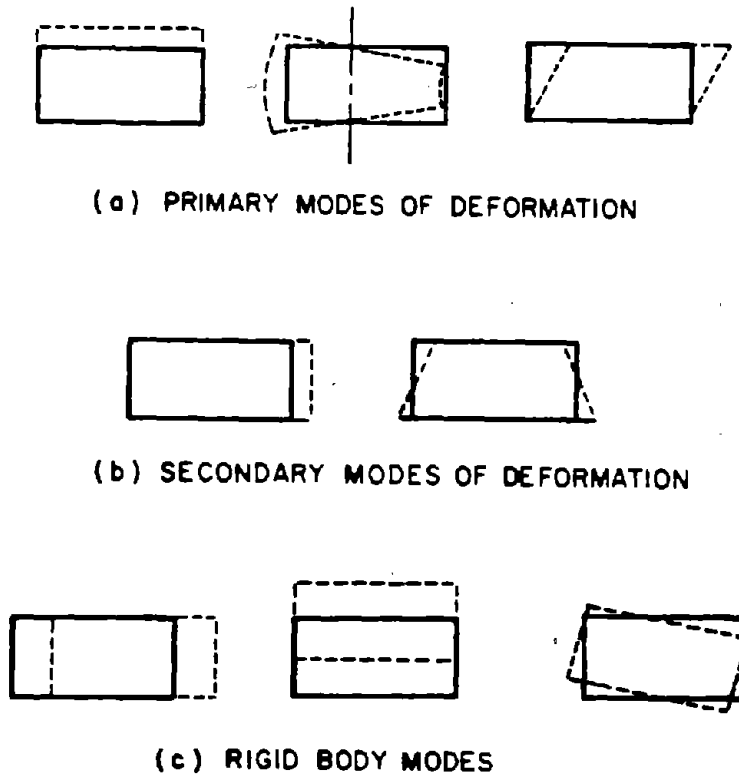 (a) PRIMARY MODES OF DEFORMATION
(b) SECONDARY MODES OF DEFORMATION
(c) RIGID BODY MODES